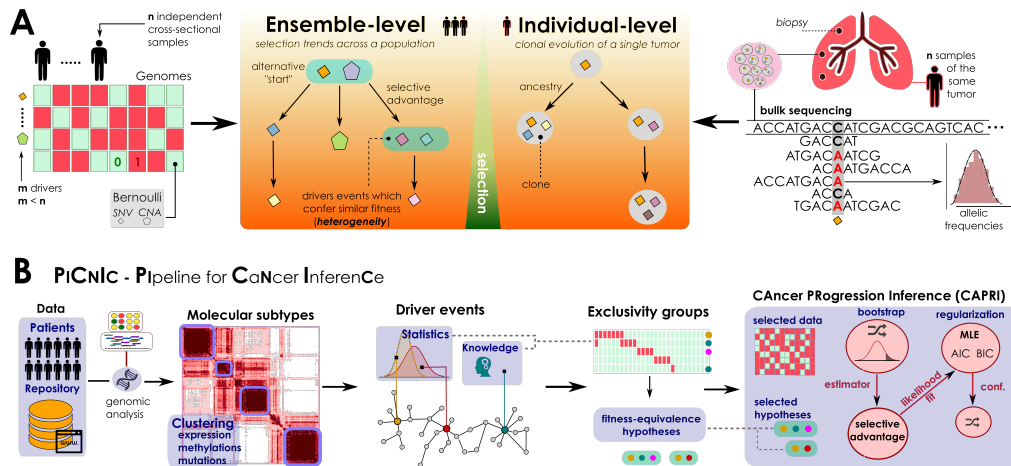 A
n independent
cross-sectional
samples
Genomes
0 1
m drivers
m < n
Bernoulli
SNV CNA
Ensemble-level
selection trends across a population
alternative
"start"
selective
advantage
drivers events which
confer similar fitness
(heterogeneity)
selection
Individual-level
clonal evolution of a single tumor
ancestry
clone
biopsy
n samples
of the
same
tumor
bulk sequencing
ACCATGACCATCGACGCAGTCAC ...
GACCAT
ATGACAATCG
ACAATGACCA
ACCATGACAA
ACCA
TGACAATCGAC
allelic
frequencies
B
PICNIC - PIpeline for CaNcer InferenCe
Data
Patients
Repository
www.
genomic
analysis
Molecular subtypes
Clustering
expression
methylations
mutations
Driver events
Statistics
Knowledge
Exclusivity groups
fitness-equivalence
hypotheses
CAncer PRogression Inference (CAPRI)
selected data
bootstrap
regularization
MLE
AIC BIC
estimator
likelihood
fit
conf.
selected
hypotheses
selective
advantage